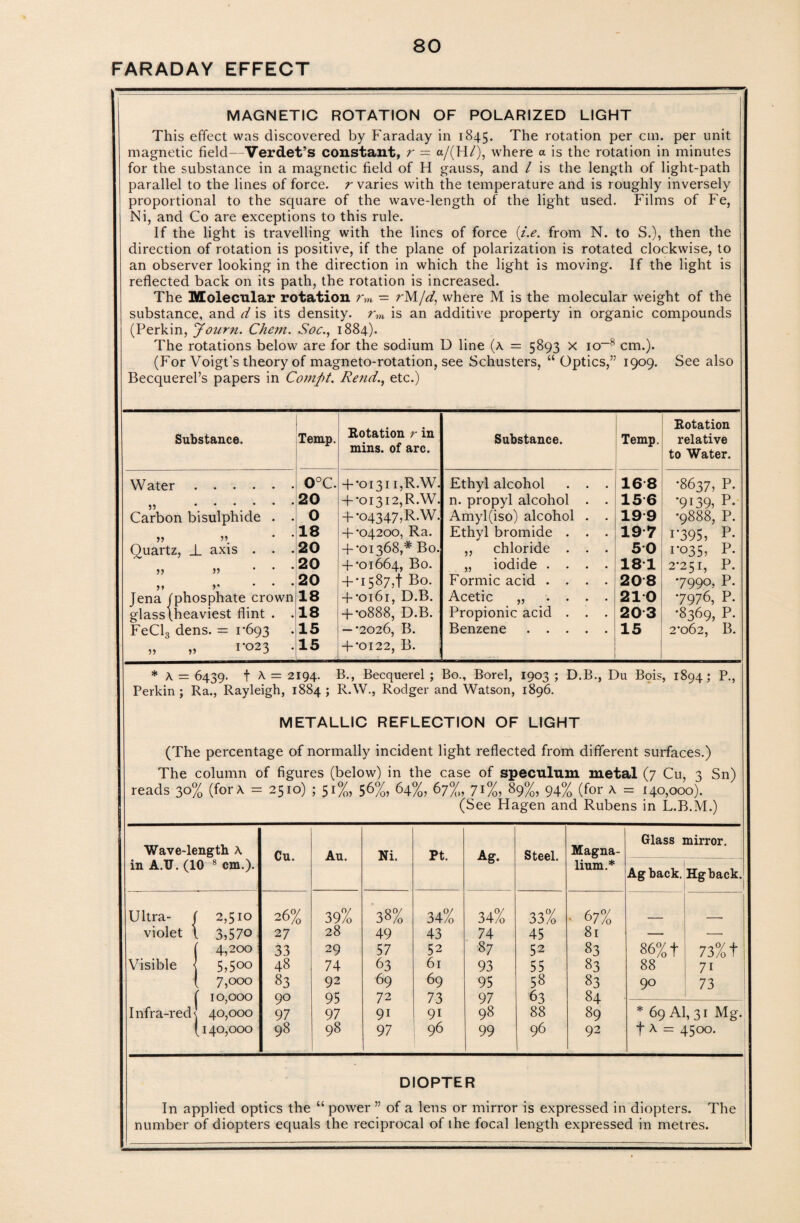 80
FARADAY EFFECT
MAGNETIC ROTATION OF POLARIZED LIGHT
This effect was discovered by Faraday in 1845. The rotation per cm. per unit
magnetic field—Verdet's constant, r = α/(Hl), where α is the rotation in minutes
for the substance in a magnetic field of H gauss, and l is the length of light-path
parallel to the lines of force. r varies with the temperature and is roughly inversely
proportional to the square of the wave-length of the light used. Films of Fe,
Ni, and Co are exceptions to this rule.
If the light is travelling with the lines of force (i.e. from N. to S.), then the
direction of rotation is positive, if the plane of polarization is rotated clockwise, to
an observer looking in the direction in which the light is moving. If the light is
reflected back on its path, the rotation is increased.
The Molecular rotation rm = rM/d, where M is the molecular weight of the
substance, and d is its density. rm is an additive property in organic compounds
(Perkin, Journ. Chem. Soc., 1884).
The rotations below are for the sodium D line (λ = 5893 × 10⁻⁸ cm.).
(For Voigt's theory of magneto-rotation, see Schusters, “ Optics,” 1909. See also
Becquerel's papers in Compt. Rend., etc.)
Substance. Temp. Rotation r in mins. of arc. Substance. Temp. Rotation relative to Water.
Water . . . . . . 0°C. +·01311,R.W. Ethyl alcohol . . . 16·8 ·8637, P.
„ . . . . . . 20 +·01312,R.W. n. propyl alcohol . . 15·6 ·9139, P.
Carbon bisulphide . . 0 +·04347,R.W. Amyl(iso) alcohol . . 19·9 ·9888, P.
„ „ . . 18 +·04200, Ra. Ethyl bromide . . . 19·7 1·395, P.
Quartz, ⊥ axis . . . 20 +·01368,* Bo. „ chloride . . . 5·0 1·035, P.
„ „ . . . 20 +·01664, Bo. „ iodide . . . . 18·1 2·251, P.
„ „ . . . 20 +·1587,† Bo. Formic acid . . . . 20·8 ·7990, P.
Jena (phosphate crown 18 +·0161, D.B. Acetic „ . . . . 21·0 ·7976, P.
glass (heaviest flint . . 18 +·0888, D.B. Propionic acid . . . 20·3 ·8369, P.
FeCl₃ dens. = 1·693 . 15 −·2026, B. Benzene . . . . . 15 2·062, B.
„ „ 1·023 . 15 +·0122, B.
* λ = 6439. † λ = 2194. B., Becquerel ; Bo., Borel, 1903 ; D.B., Du Bois, 1894; P.,
Perkin ; Ra., Rayleigh, 1884 ; R.W., Rodger and Watson, 1896.
METALLIC REFLECTION OF LIGHT
(The percentage of normally incident light reflected from different surfaces.)
The column of figures (below) in the case of speculum metal (7 Cu, 3 Sn)
reads 30% (for λ = 2510) ; 51%, 56%, 64%, 67%, 71%, 89%, 94% (for λ = 140,000).
(See Hagen and Rubens in L.B.M.)
Wave-length λ in A.U. (10⁻⁸ cm.). Cu. Au. Ni. Pt. Ag. Steel. Magnalium.* Glass mirror.
Ag back. Hg back.
Ultra- { 2,510 26% 39% 38% 34% 34% 33% 67% — —
violet { 3,570 27 28 49 43 74 45 81 — —
{ 4,200 33 29 57 52 87 52 83 86%† 73%†
Visible { 5,500 48 74 63 61 93 55 83 88 71
{ 7,000 83 92 69 69 95 58 83 90 73
{ 10,000 90 95 72 73 97 63 84
Infra-red { 40,000 97 97 91 91 98 88 89 * 69 Al, 31 Mg.
{ 140,000 98 98 97 96 99 96 92 † λ = 4500.
DIOPTER
In applied optics the “ power ” of a lens or mirror is expressed in diopters. The
number of diopters equals the reciprocal of the focal length expressed in metres.